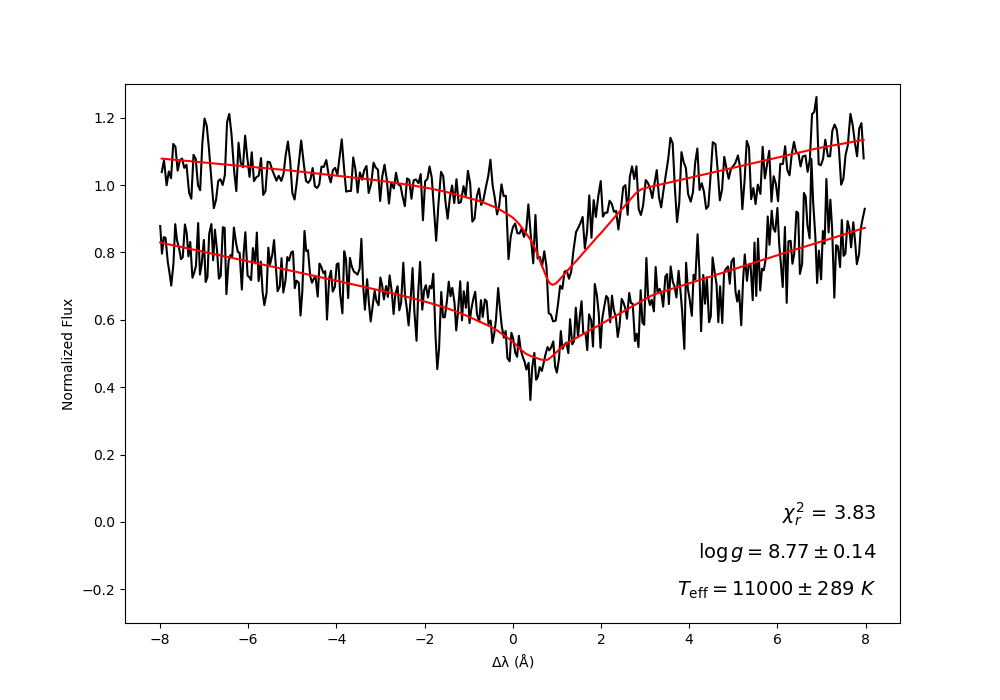 1.2
1.0
0.8
0.6
0.4
0.2
0.0
−0.2
Normalized Flux
χ²ᵣ = 3.83
log g = 8.77 ± 0.14
T_eff = 11000 ± 289 K
−8 −6 −4 −2 0 2 4 6 8
Δλ (Å)